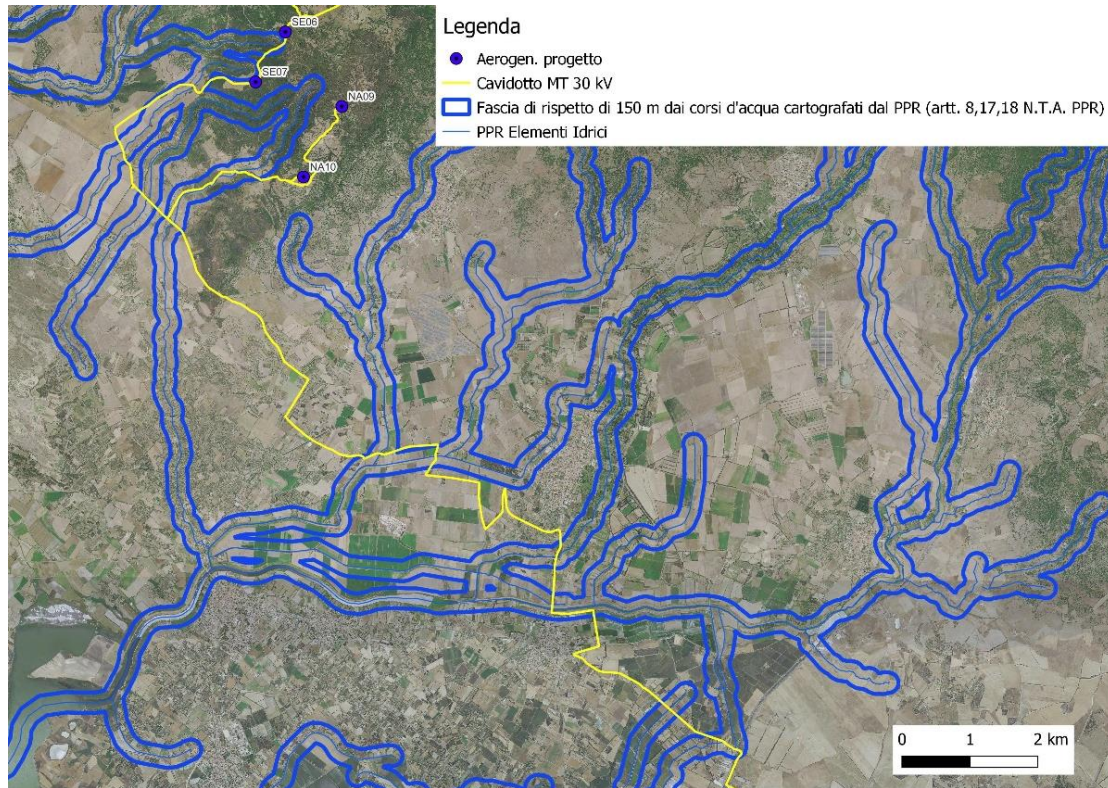 SE06
SE07
NA09
NA10
Legenda
Aerogen. progetto
Cavidotto MT 30 kV
Fascia di rispetto di 150 m dai corsi d'acqua cartografati dal PPR (artt. 8,17,18 N.T.A. PPR)
PPR Elementi Idrici
0 1 2 km